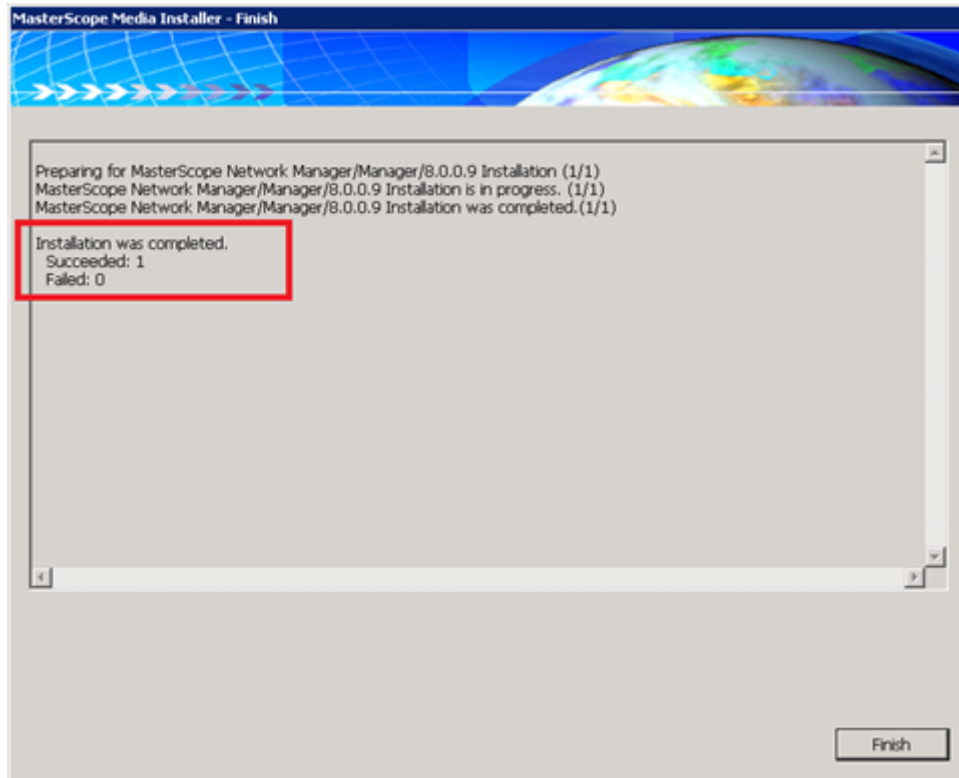 MasterScope Media Installer - Finish
Preparing for MasterScope Network Manager/Manager/8.0.0.9 Installation (1/1)
MasterScope Network Manager/Manager/8.0.0.9 Installation is in progress. (1/1)
MasterScope Network Manager/Manager/8.0.0.9 Installation was completed.(1/1)
Installation was completed.
Succeeded: 1
Failed: 0
Finish